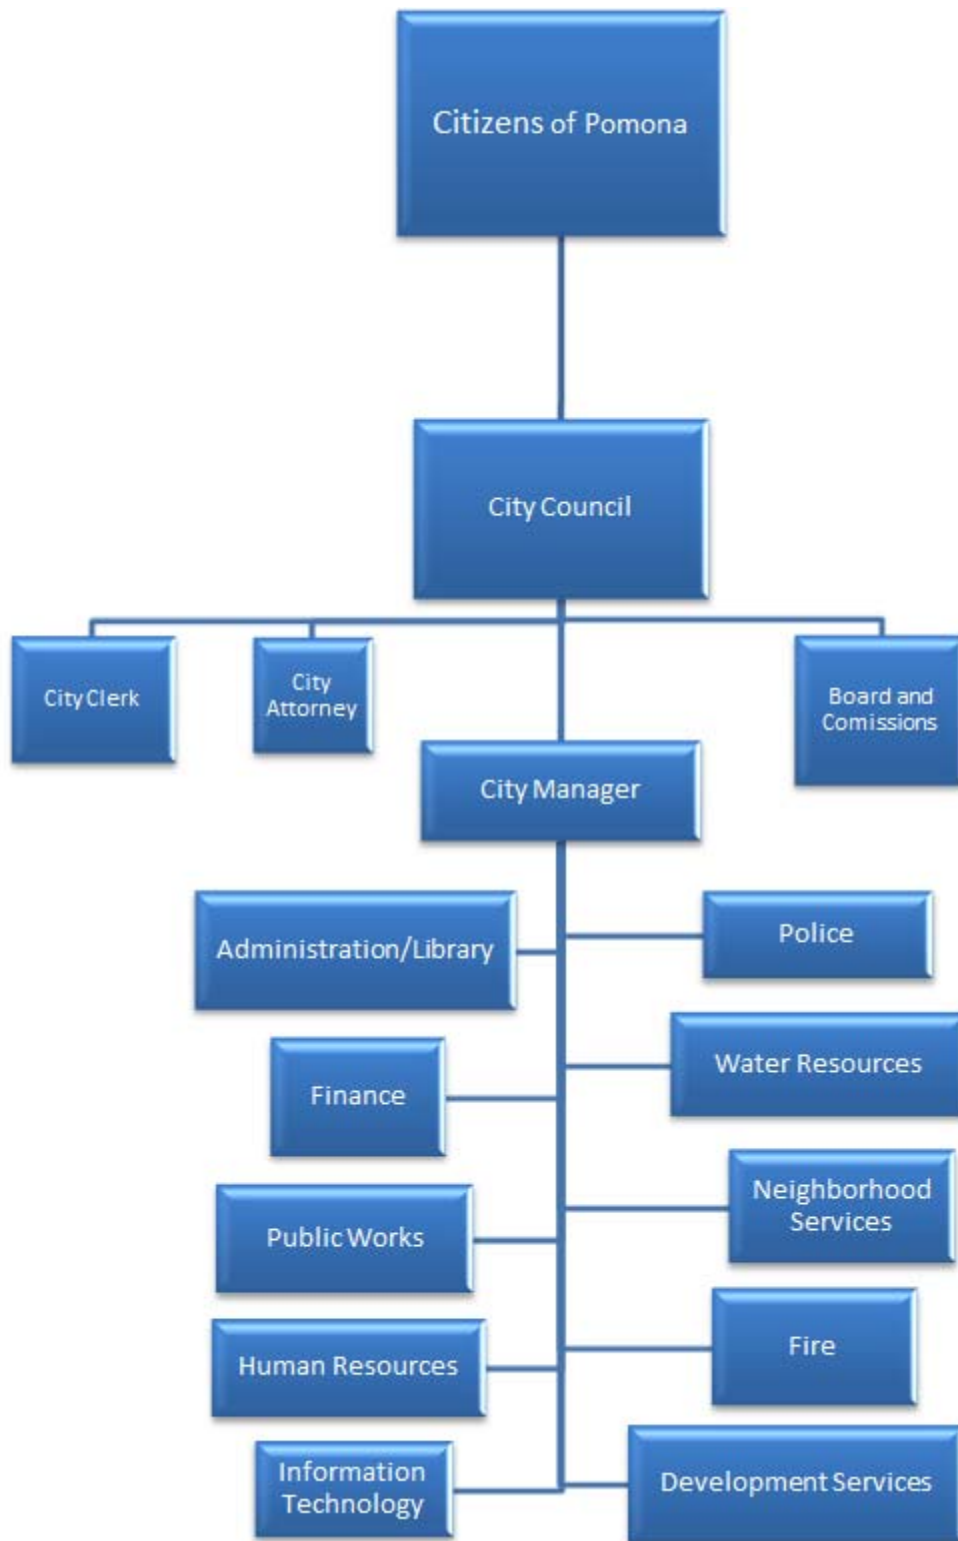 Citizens of Pomona
City Council
City Clerk
City
Attorney
Board and
Comissions
City Manager
Administration/Library
Police
Finance
Water Resources
Public Works
Neighborhood
Services
Human Resources
Fire
Information
Technology
Development Services